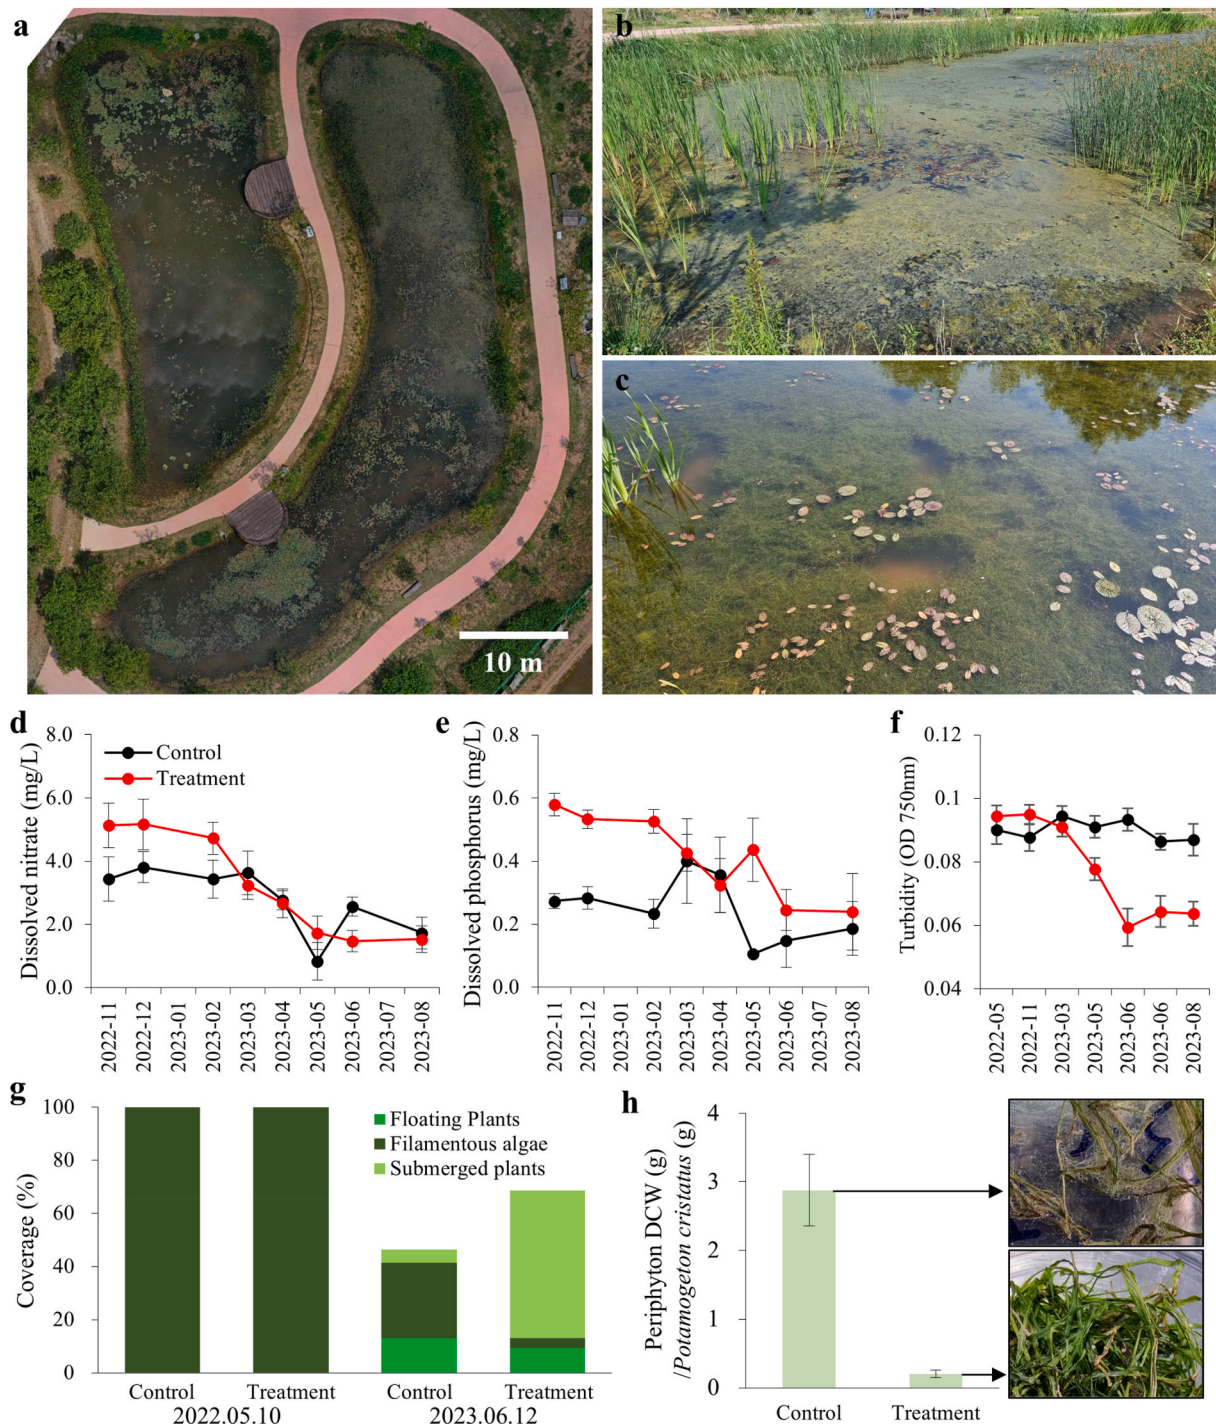 a
10 m
b
c
d
Dissolved nitrate (mg/L)
8.0
6.0
4.0
2.0
0.0
Control
Treatment
2022-11
2022-12
2023-01
2023-02
2023-03
2023-04
2023-05
2023-06
2023-07
2023-08
e
Dissolved phosphorus (mg/L)
0.8
0.6
0.4
0.2
0.0
2022-11
2022-12
2023-01
2023-02
2023-03
2023-04
2023-05
2023-06
2023-07
2023-08
f
Turbidity (OD 750nm)
0.12
0.1
0.08
0.06
0.04
2022-05
2022-11
2023-03
2023-05
2023-06
2023-06
2023-08
g
Coverage (%)
100
80
60
40
20
0
Floating Plants
Filamentous algae
Submerged plants
Control
Treatment
Control
Treatment
2022.05.10
2023.06.12
h
Periphyton DCW (g)
/Potamogeton cristatus (g)
4
3
2
1
0
Control
Treatment